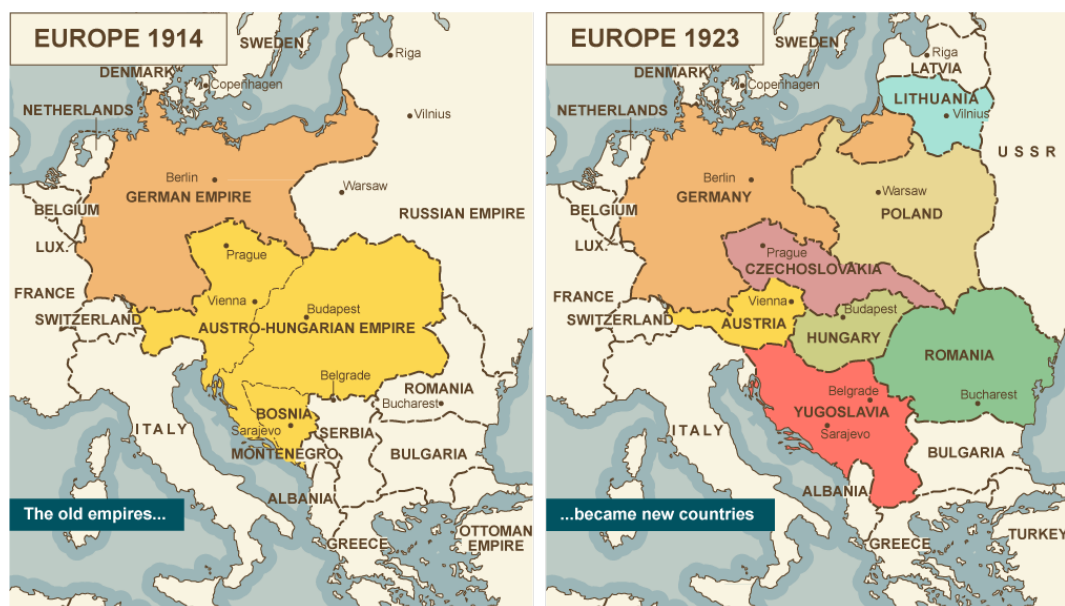 EUROPE 1914
SWEDEN
Riga
DENMARK
Copenhagen
NETHERLANDS
Vilnius
Berlin
GERMAN EMPIRE
Warsaw
BELGIUM
RUSSIAN EMPIRE
LUX.
Prague
FRANCE
Vienna
Budapest
SWITZERLAND
AUSTRO-HUNGARIAN EMPIRE
Belgrade
ROMANIA
Bucharest
BOSNIA
Sarajevo
ITALY
SERBIA
MONTENEGRO
BULGARIA
ALBANIA
The old empires...
OTTOMAN
EMPIRE
GREECE
EUROPE 1923
SWEDEN
Riga
LATVIA
DENMARK
Copenhagen
LITHUANIA
NETHERLANDS
Vilnius
USSR
Berlin
GERMANY
Warsaw
POLAND
BELGIUM
LUX.
Prague
CZECHOSLOVAKIA
FRANCE
Vienna
Budapest
SWITZERLAND
AUSTRIA
HUNGARY
ROMANIA
Belgrade
Bucharest
YUGOSLAVIA
Sarajevo
ITALY
BULGARIA
ALBANIA
...became new countries
TURKEY
GREECE